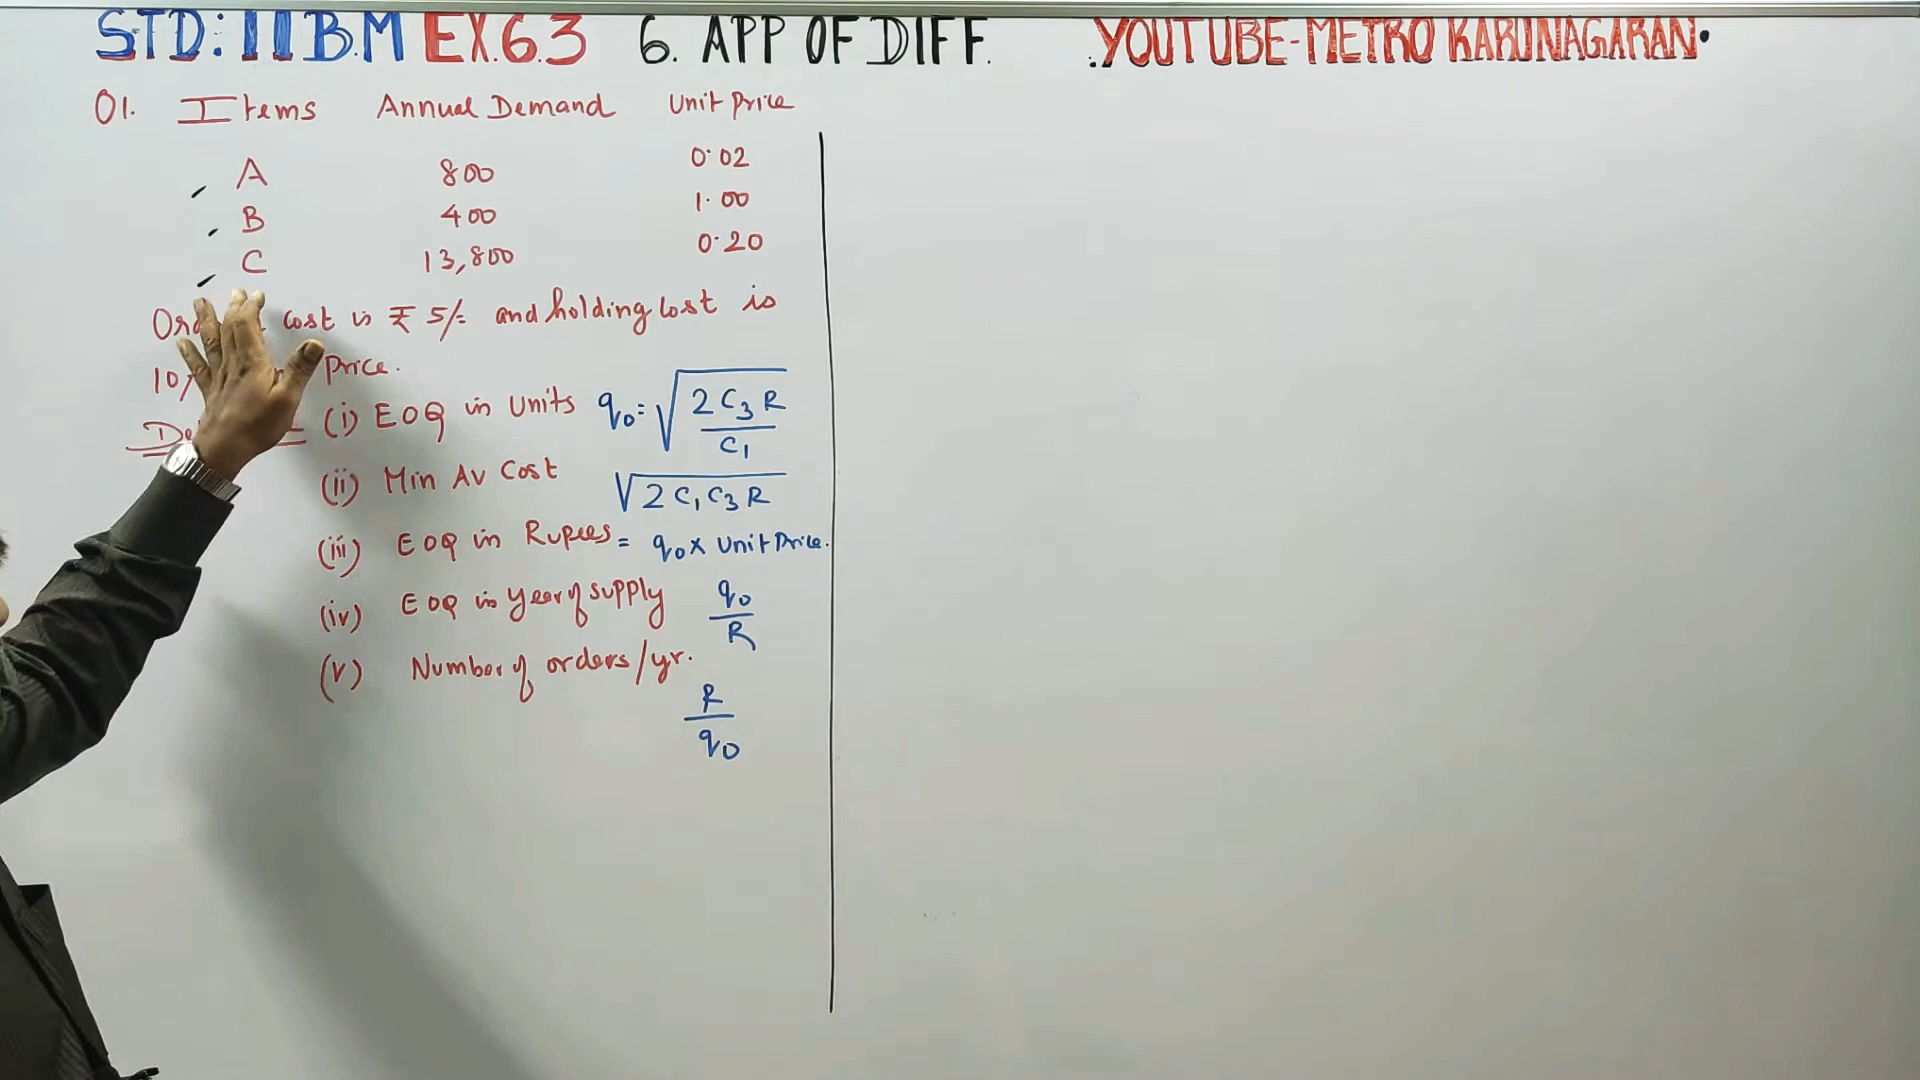 STD: 11 B.M EX.6.3 6. APP OF DIFF. YOUTUBE-METRO KARUNAGARAN.
01. Items Annual Demand Unit Price
A 800 0.02
B 400 1.00
C 13,800 0.20
cost is ₹ 5/- and holding cost is
Price.
(i) EOQ in Units q₀ = √(2C₃R / C₁)
(ii) Min Av Cost √(2C₁C₃R)
(iii) EOQ in Rupees = q₀ x Unit Price.
(iv) EOQ in year of supply q₀/R
(v) Number of orders/yr.
R/q₀